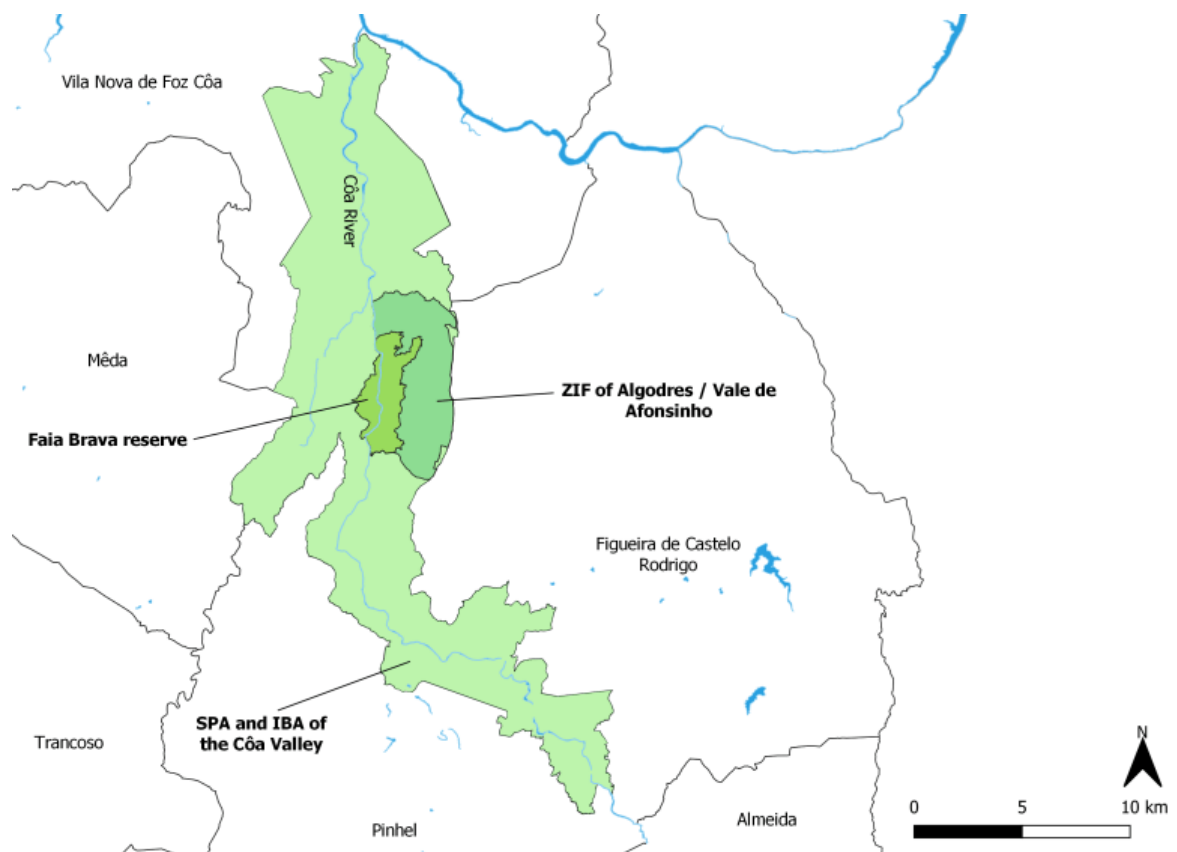 Vila Nova de Foz Côa
Côa River
Mêda
ZIF of Algodres / Vale de
Afonsinho
Faia Brava reserve
Figueira de Castelo
Rodrigo
SPA and IBA of
the Côa Valley
Trancoso
Pinhel
Almeida
N
0 5 10 km